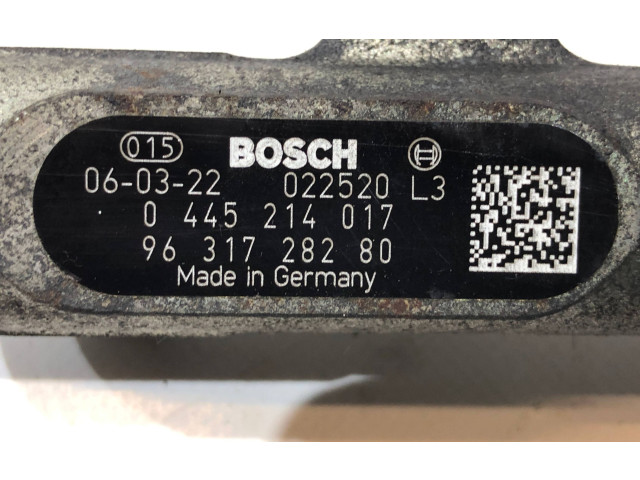 015 BOSCH
06-03-22 022520 L3
0 445 214 017
96 317 282 80
Made in Germany